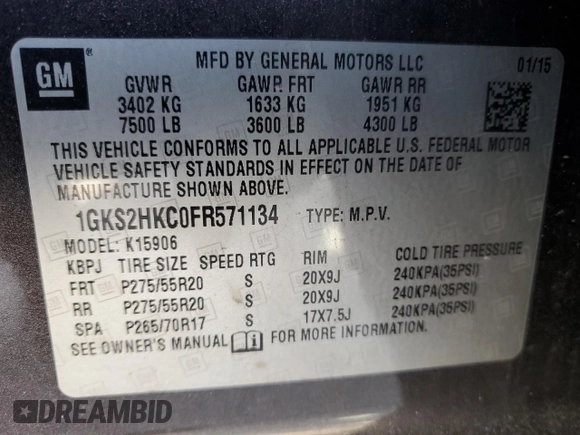 GM
®
MFD BY GENERAL MOTORS LLC 01/15
GVWR GAWR FRT GAWR RR
3402 KG 1633 KG 1951 KG
7500 LB 3600 LB 4300 LB
THIS VEHICLE CONFORMS TO ALL APPLICABLE U.S. FEDERAL MOTOR
VEHICLE SAFETY STANDARDS IN EFFECT ON THE DATE OF
MANUFACTURE SHOWN ABOVE.
1GKS2HKC0FR571134 TYPE: M.P.V.
MODEL: K15906
KBPJ TIRE SIZE SPEED RTG RIM COLD TIRE PRESSURE
FRT P275/55R20 S 20X9J 240KPA(35PSI)
RR P275/55R20 S 20X9J 240KPA(35PSI)
SPA P265/70R17 S 17X7.5J 240KPA(35PSI)
SEE OWNER'S MANUAL FOR MORE INFORMATION.
DREAMBID